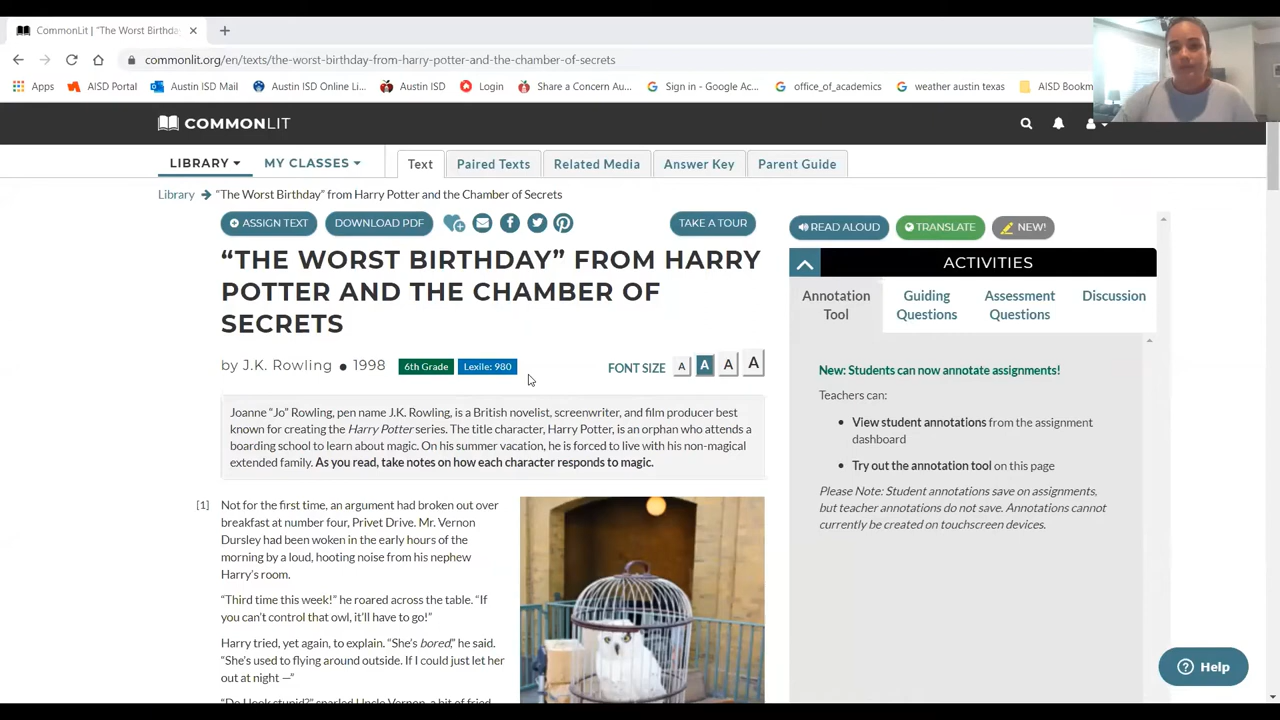 CommonLit | "The Worst Birthda
commonlit.org/en/texts/the-worst-birthday-from-harry-potter-and-the-chamber-of-secrets
Apps AISD Portal Austin ISD Mail Austin ISD Online Li... Austin ISD Login Share a Concern Au... Sign in - Google Ac... office_of_academics weather austin texas AISD Bookm
COMMONLIT
LIBRARY MY CLASSES Text Paired Texts Related Media Answer Key Parent Guide
Library → "The Worst Birthday" from Harry Potter and the Chamber of Secrets
ASSIGN TEXT DOWNLOAD PDF TAKE A TOUR
“THE WORST BIRTHDAY” FROM HARRY
POTTER AND THE CHAMBER OF
SECRETS
by J.K. Rowling ● 1998 6th Grade Lexile: 980 FONT SIZE A A A A
Joanne “Jo” Rowling, pen name J.K. Rowling, is a British novelist, screenwriter, and film producer best
known for creating the Harry Potter series. The title character, Harry Potter, is an orphan who attends a
boarding school to learn about magic. On his summer vacation, he is forced to live with his non-magical
extended family. As you read, take notes on how each character responds to magic.
[1] Not for the first time, an argument had broken out over
breakfast at number four, Privet Drive. Mr. Vernon
Dursley had been woken in the early hours of the
morning by a loud, hooting noise from his nephew
Harry’s room.
“Third time this week!” he roared across the table. “If
you can’t control that owl, it’ll have to go!”
Harry tried, yet again, to explain. “She’s bored,” he said.
“She’s used to flying around outside. If I could just let her
out at night —”
“Do I look stupid?” snarled Uncle Vernon, a bit of fried
READ ALOUD TRANSLATE NEW!
ACTIVITIES
Annotation Tool
Guiding Questions
Assessment Questions
Discussion
New: Students can now annotate assignments!
Teachers can:
• View student annotations from the assignment
dashboard
• Try out the annotation tool on this page
Please Note: Student annotations save on assignments,
but teacher annotations do not save. Annotations cannot
currently be created on touchscreen devices.
Help